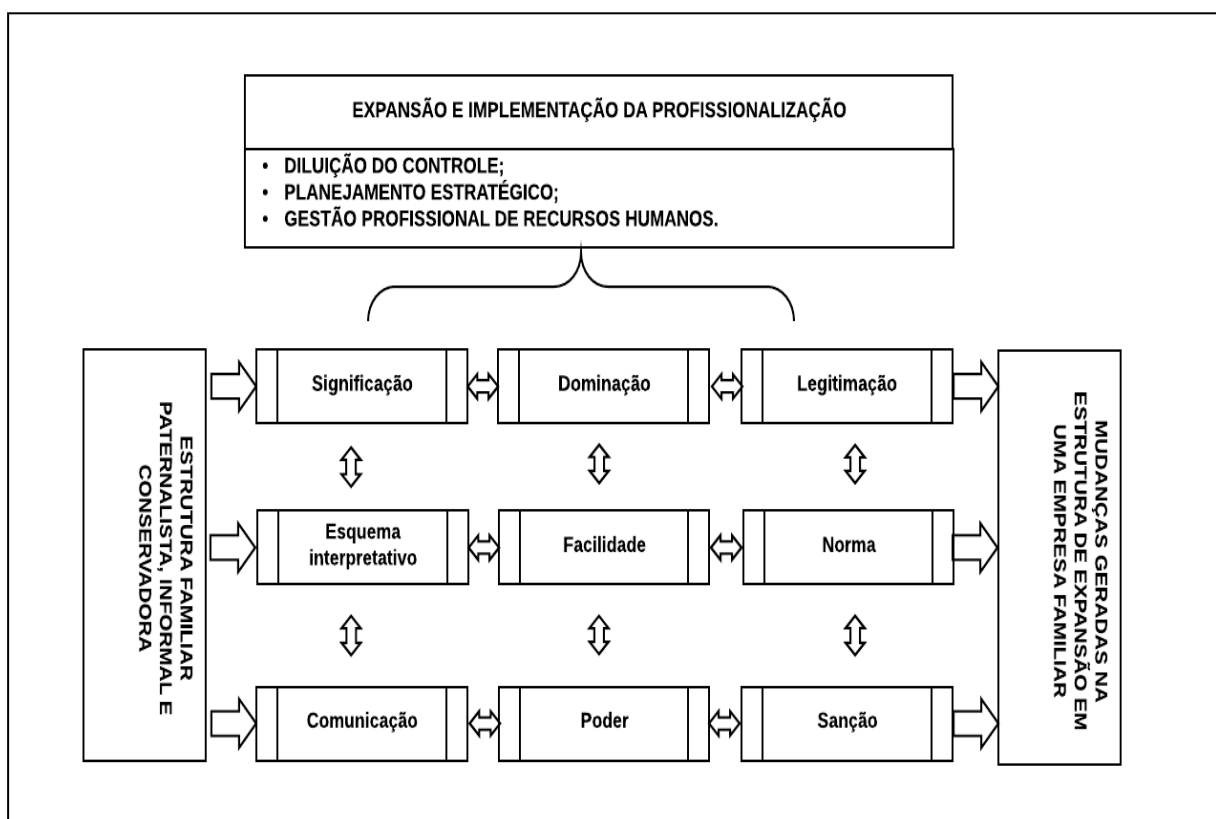 EXPANSÃO E IMPLEMENTAÇÃO DA PROFISSIONALIZAÇÃO
• DILUIÇÃO DO CONTROLE;
• PLANEJAMENTO ESTRATÉGICO;
• GESTÃO PROFISSIONAL DE RECURSOS HUMANOS.
ESTRUTURA FAMILIAR
PATERNALISTA, INFORMAL E
CONSERVADORA
Significação
Dominação
Legitimação
Esquema
interpretativo
Facilidade
Norma
Comunicação
Poder
Sanção
MUDANÇAS GERADAS NA
ESTRUTURA DE EXPANSÃO EM
UMA EMPRESA FAMILIAR